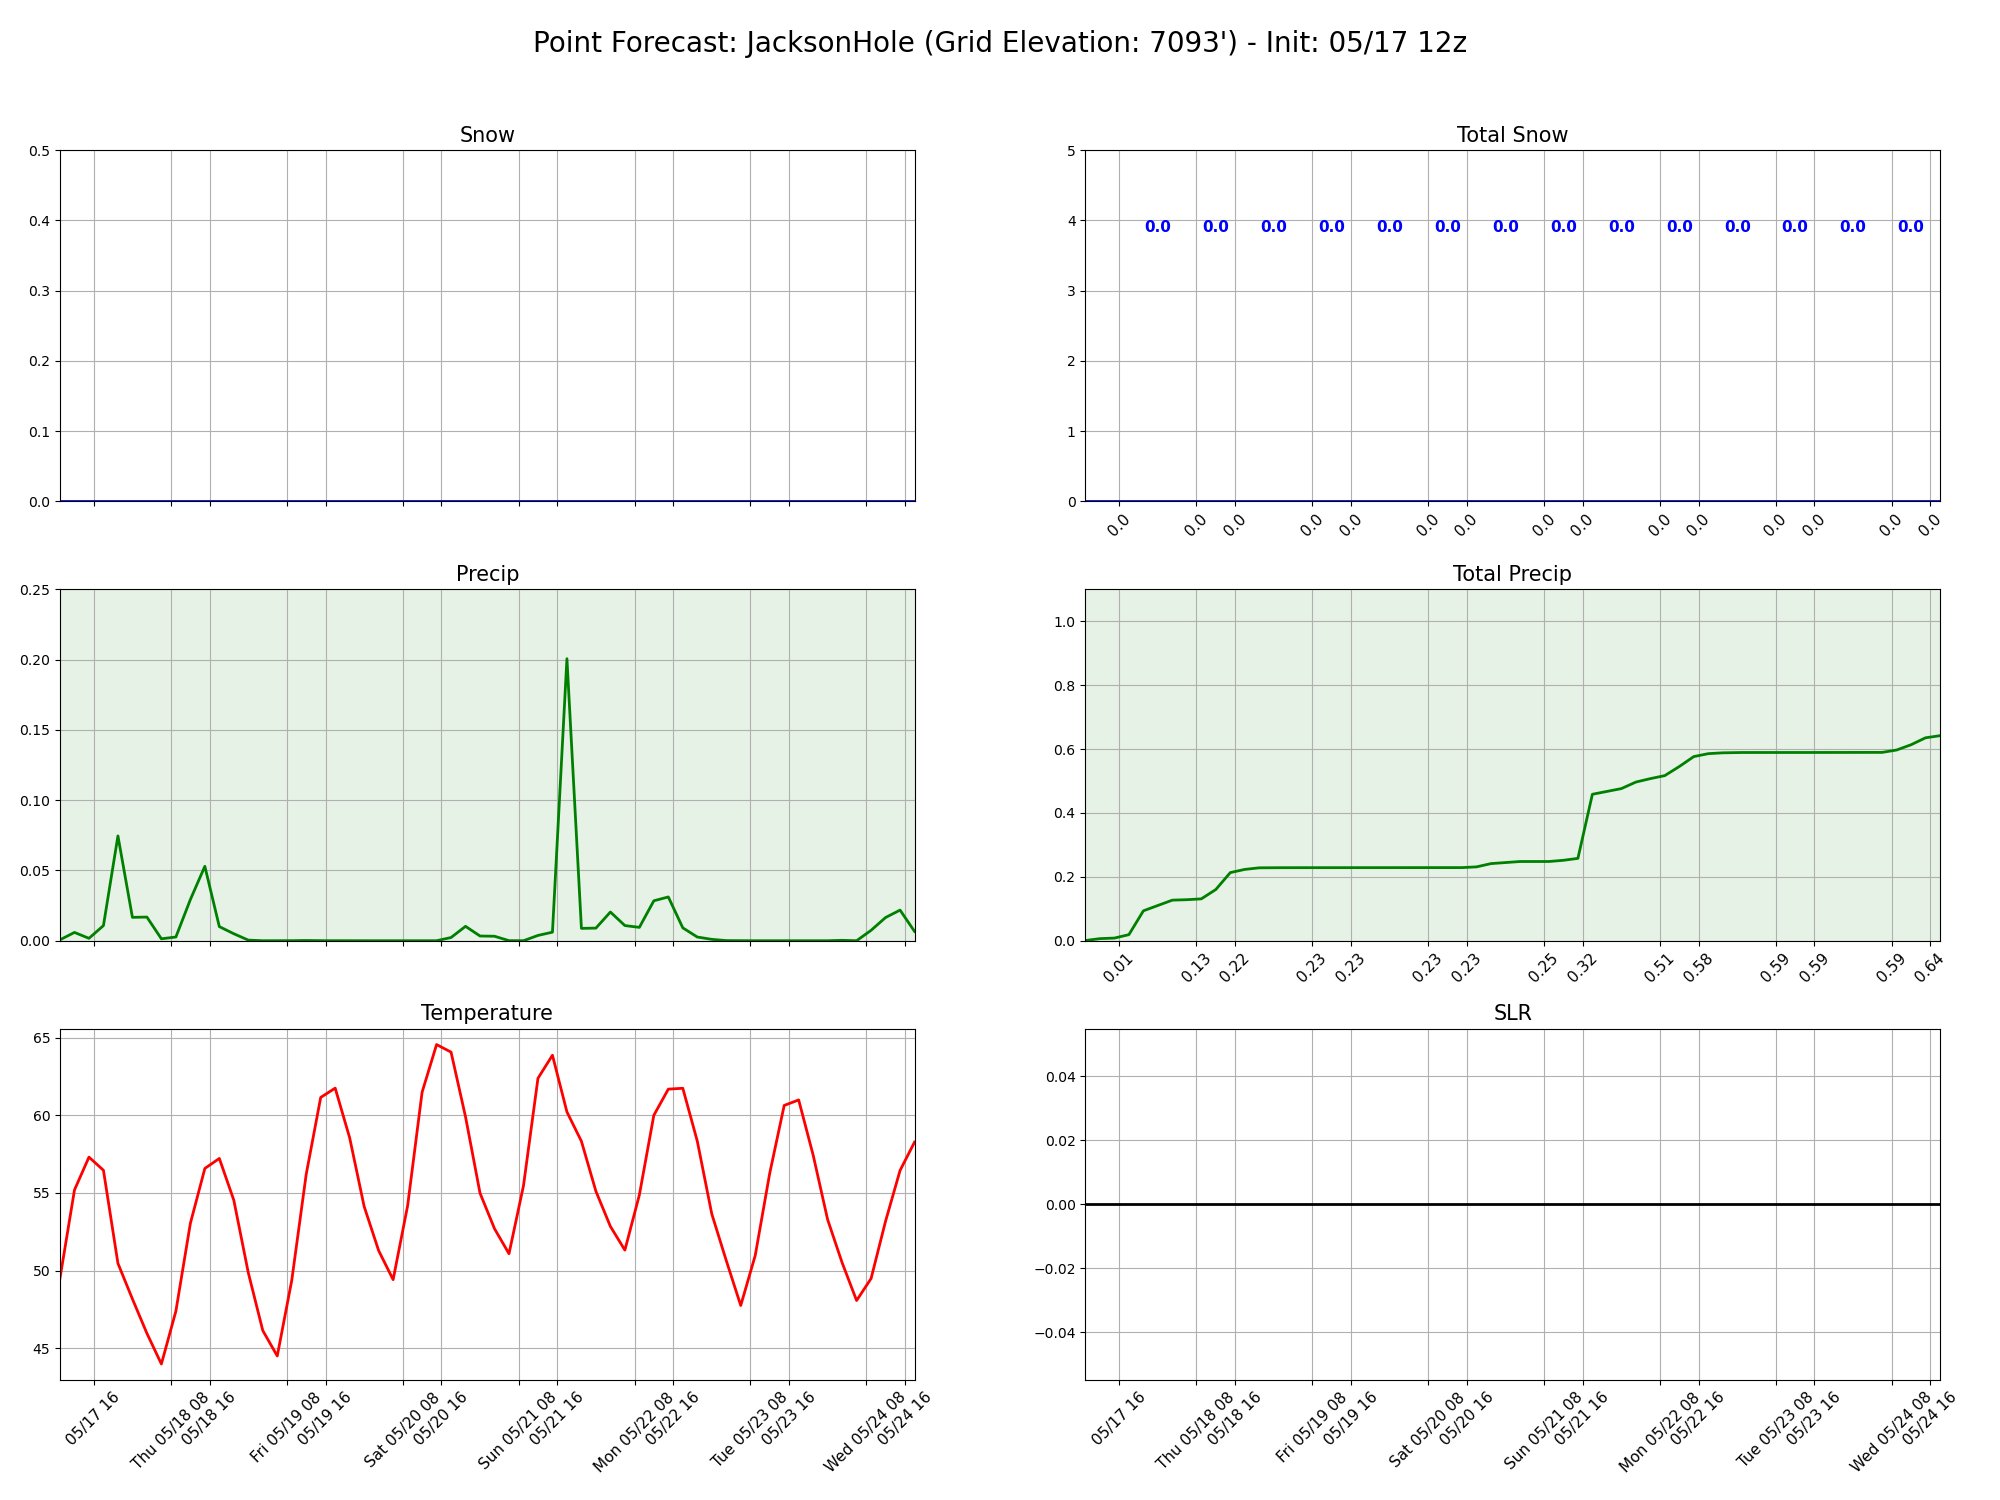 Point Forecast: JacksonHole (Grid Elevation: 7093') - Init: 05/17 12z
Snow
0.5
0.4
0.3
0.2
0.1
0.0
Total Snow
5
4
3
2
1
0
0.0 0.0 0.0 0.0 0.0 0.0 0.0 0.0 0.0 0.0 0.0 0.0 0.0 0.0
0.0 0.0 0.0 0.0 0.0 0.0 0.0 0.0 0.0 0.0 0.0 0.0 0.0 0.0 0.0
Precip
0.25
0.20
0.15
0.10
0.05
0.00
Total Precip
1.0
0.8
0.6
0.4
0.2
0.0
0.01 0.13 0.22 0.23 0.23 0.23 0.23 0.25 0.32 0.51 0.58 0.59 0.59 0.59 0.64
Temperature
65
60
55
50
45
05/17 16
Thu 05/18 08
05/18 16
Fri 05/19 08
05/19 16
Sat 05/20 08
05/20 16
Sun 05/21 08
05/21 16
Mon 05/22 08
05/22 16
Tue 05/23 08
05/23 16
Wed 05/24 08
05/24 16
SLR
0.04
0.02
0.00
−0.02
−0.04
05/17 16
Thu 05/18 08
05/18 16
Fri 05/19 08
05/19 16
Sat 05/20 08
05/20 16
Sun 05/21 08
05/21 16
Mon 05/22 08
05/22 16
Tue 05/23 08
05/23 16
Wed 05/24 08
05/24 16